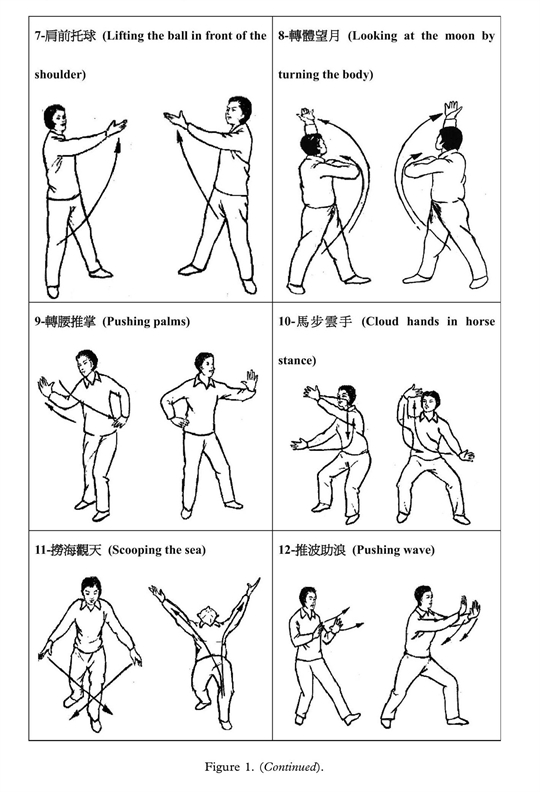 7-肩前托球 (Lifting the ball in front of the
shoulder)
8-轉體望月 (Looking at the moon by
turning the body)
9-轉腰推掌 (Pushing palms)
10-馬步雲手 (Cloud hands in horse
stance)
11-撈海觀天 (Scooping the sea)
12-推波助浪 (Pushing wave)
Figure 1. (Continued).